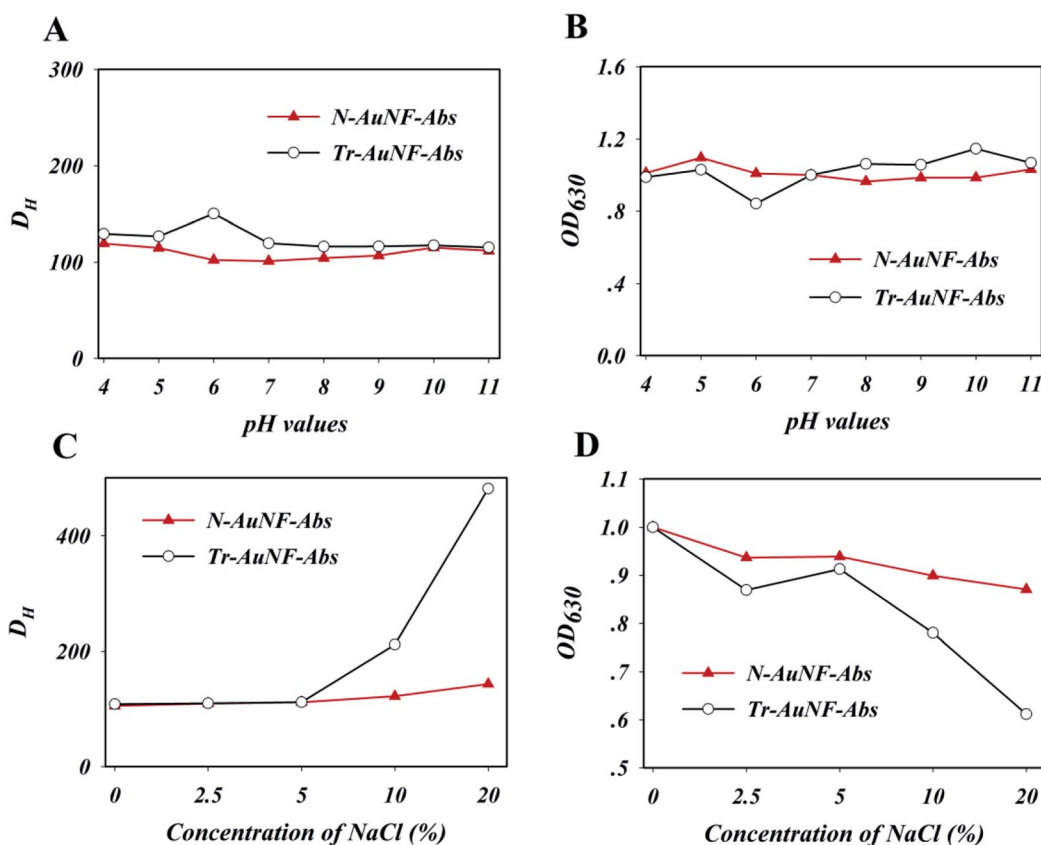 A
300
200
100
0
D_H
N-AuNF-Abs
Tr-AuNF-Abs
4 5 6 7 8 9 10 11
pH values
B
1.6
1.2
.8
.4
0.0
OD_630
N-AuNF-Abs
Tr-AuNF-Abs
4 5 6 7 8 9 10 11
pH values
C
400
200
0
D_H
N-AuNF-Abs
Tr-AuNF-Abs
0 2.5 5 10 20
Concentration of NaCl (%)
D
1.1
1.0
.9
.8
.7
.6
.5
OD_630
N-AuNF-Abs
Tr-AuNF-Abs
0 2.5 5 10 20
Concentration of NaCl (%)